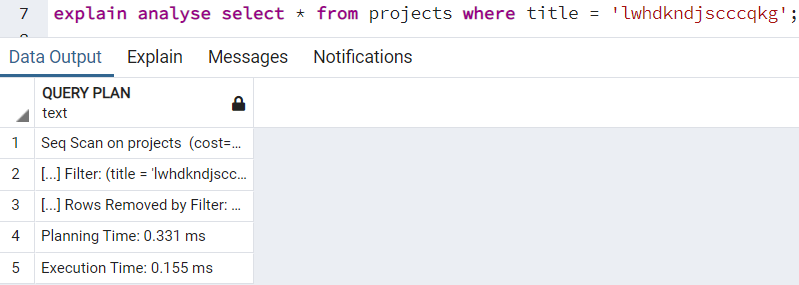 7 explain analyse select * from projects where title = 'lwhdkndjscccqkg';
Data Output Explain Messages Notifications
QUERY PLAN
text
1 Seq Scan on projects (cost=...
2 [...] Filter: (title = 'lwhdkndjscc...
3 [...] Rows Removed by Filter: ...
4 Planning Time: 0.331 ms
5 Execution Time: 0.155 ms